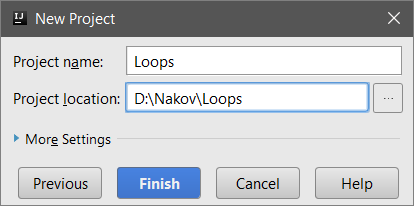 New Project
Project name: Loops
Project location: D:\Nakov\Loops ...
More Settings
Previous Finish Cancel Help